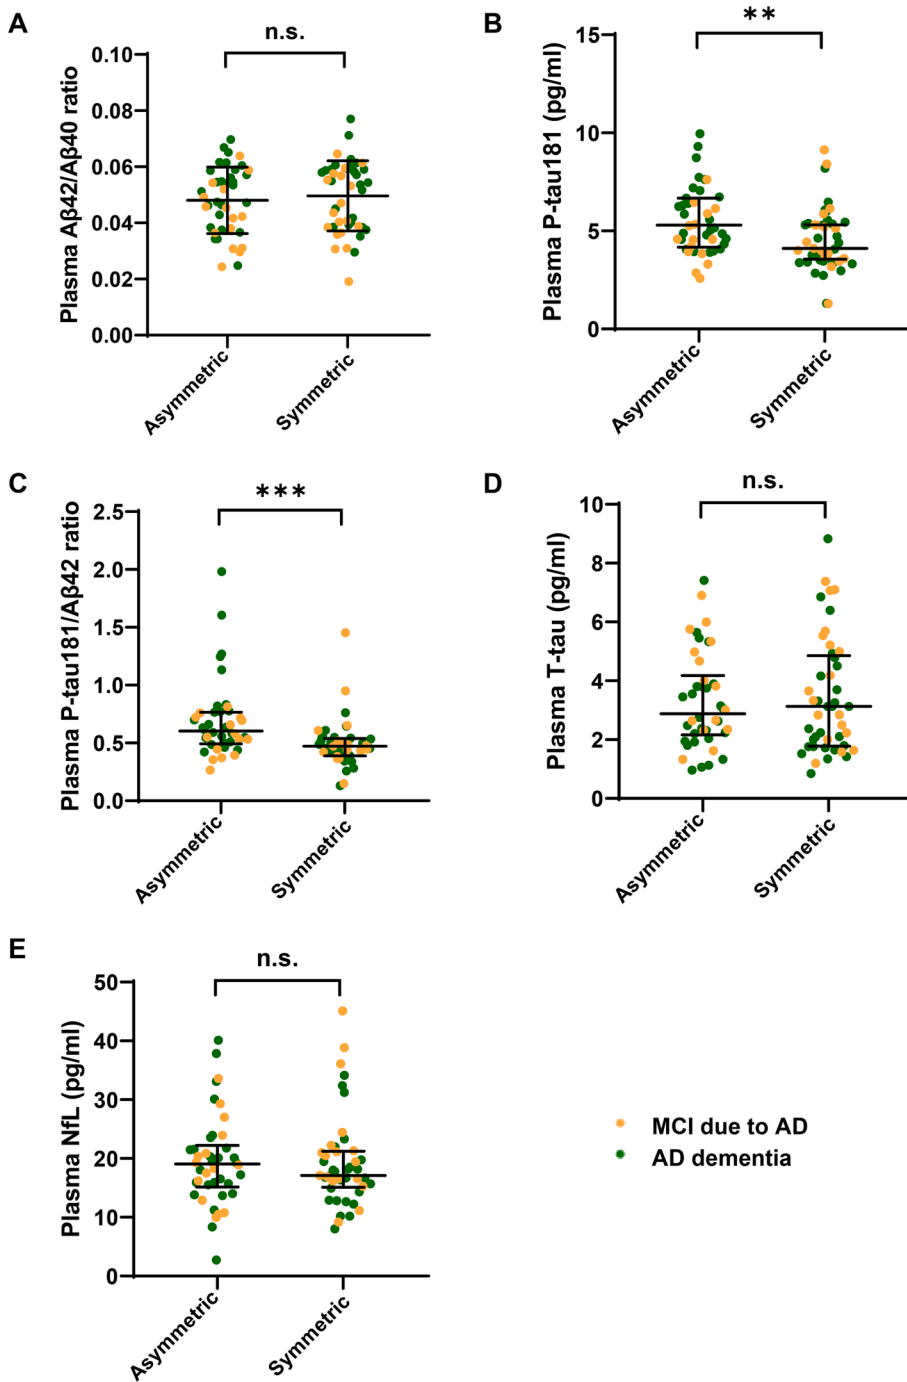 A
n.s.
Plasma Aβ42/Aβ40 ratio
0.10
0.08
0.06
0.04
0.02
0.00
Asymmetric
Symmetric
B
**
Plasma P-tau181 (pg/ml)
15
10
5
0
Asymmetric
Symmetric
C
***
Plasma P-tau181/Aβ42 ratio
2.5
2.0
1.5
1.0
0.5
0.0
Asymmetric
Symmetric
D
n.s.
Plasma T-tau (pg/ml)
10
8
6
4
2
0
Asymmetric
Symmetric
E
n.s.
Plasma NfL (pg/ml)
50
40
30
20
10
0
Asymmetric
Symmetric
MCI due to AD
AD dementia